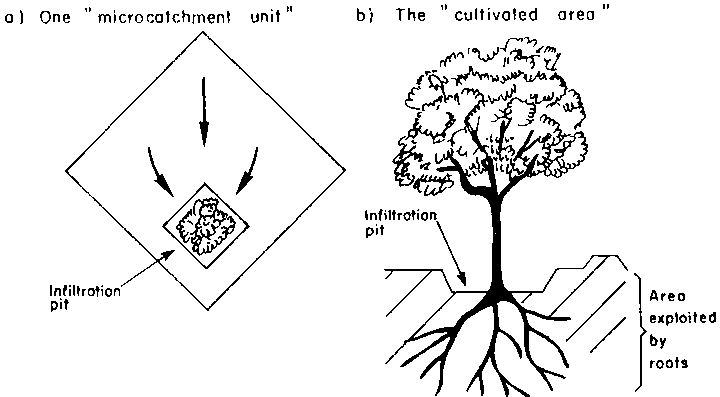 a) One "microcatchment unit"
b) The "cultivated area"
Infiltration
pit
Infiltration
pit
Area
exploited
by
roots